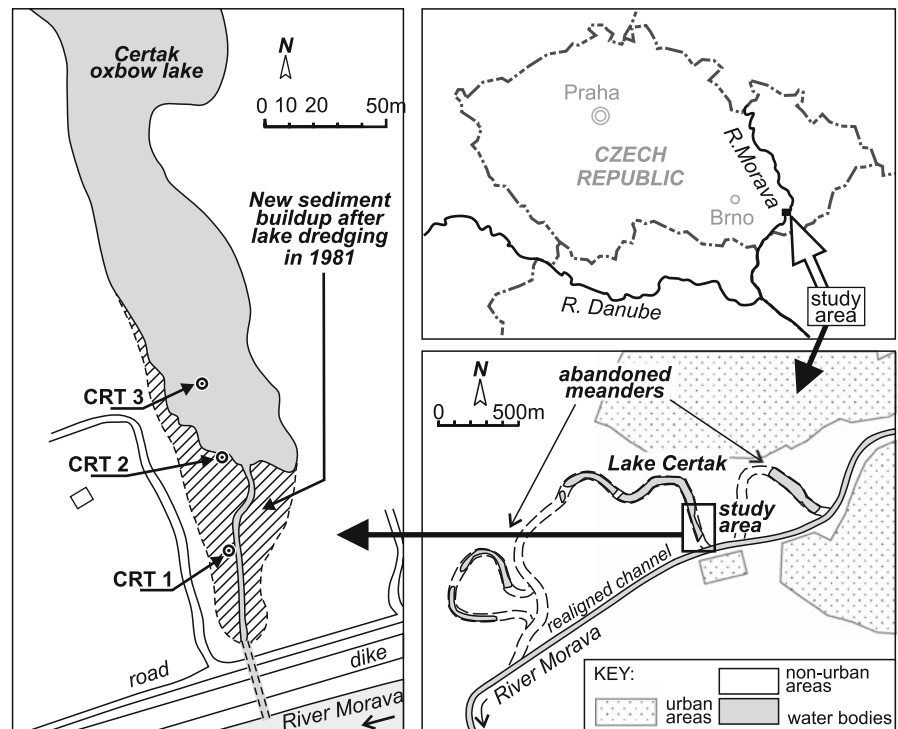 Certak
oxbow lake
N
0 10 20 50m
New sediment
buildup after
lake dredging
in 1981
CRT 3
CRT 2
CRT 1
road
dike
River Morava
Praha
CZECH
REPUBLIC
R.Morava
Brno
R. Danube
study
area
N
0 500m
abandoned
meanders
Lake Certak
study
area
realigned channel
River Morava
KEY:
urban
areas
non-urban
areas
water bodies